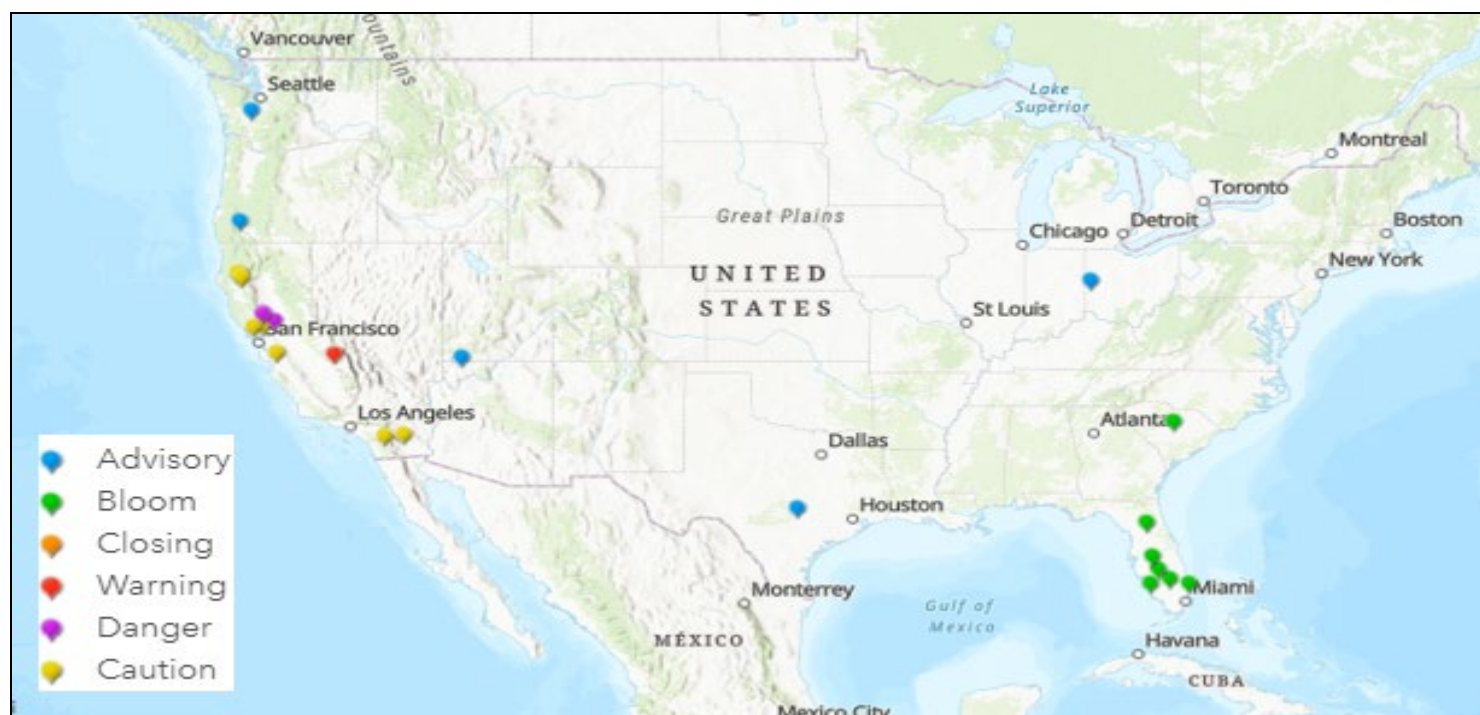 Vancouver
ountains
Seattle
Lake
Superior
Montreal
Toronto
Great Plains
Chicago
Detroit
Boston
New York
UNITED
STATES
St Louis
San Francisco
Los Angeles
Atlanta
Dallas
Houston
Advisory
Bloom
Closing
Warning
Danger
Caution
Monterrey
Miami
Gulf of
Mexico
MÉXICO
Havana
CUBA
Mexico City